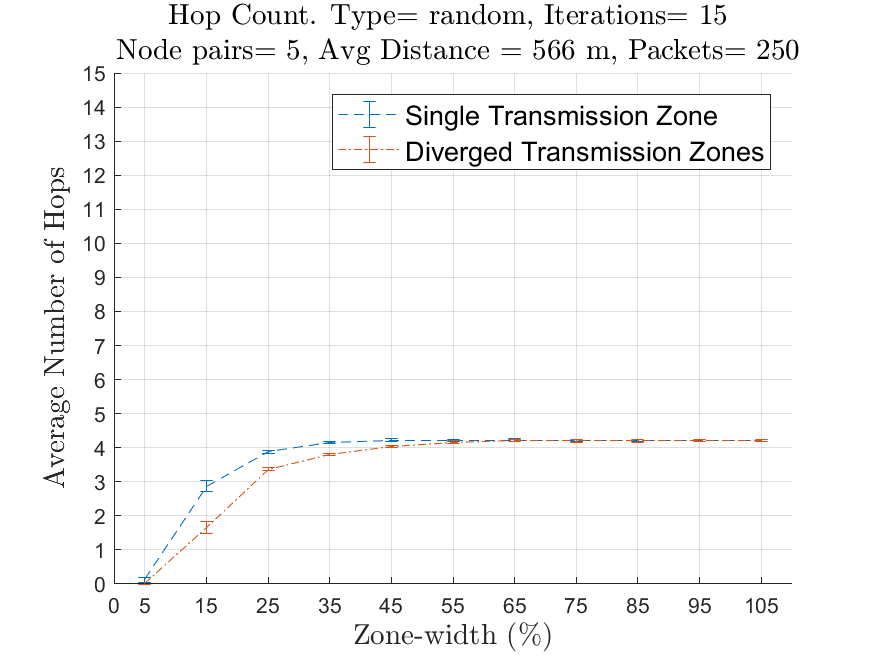 Hop Count. Type= random, Iterations= 15
Node pairs= 5, Avg Distance = 566 m, Packets= 250
Single Transmission Zone
Diverged Transmission Zones
Average Number of Hops
15
14
13
12
11
10
9
8
7
6
5
4
3
2
1
0
0 5 15 25 35 45 55 65 75 85 95 105
Zone-width (%)